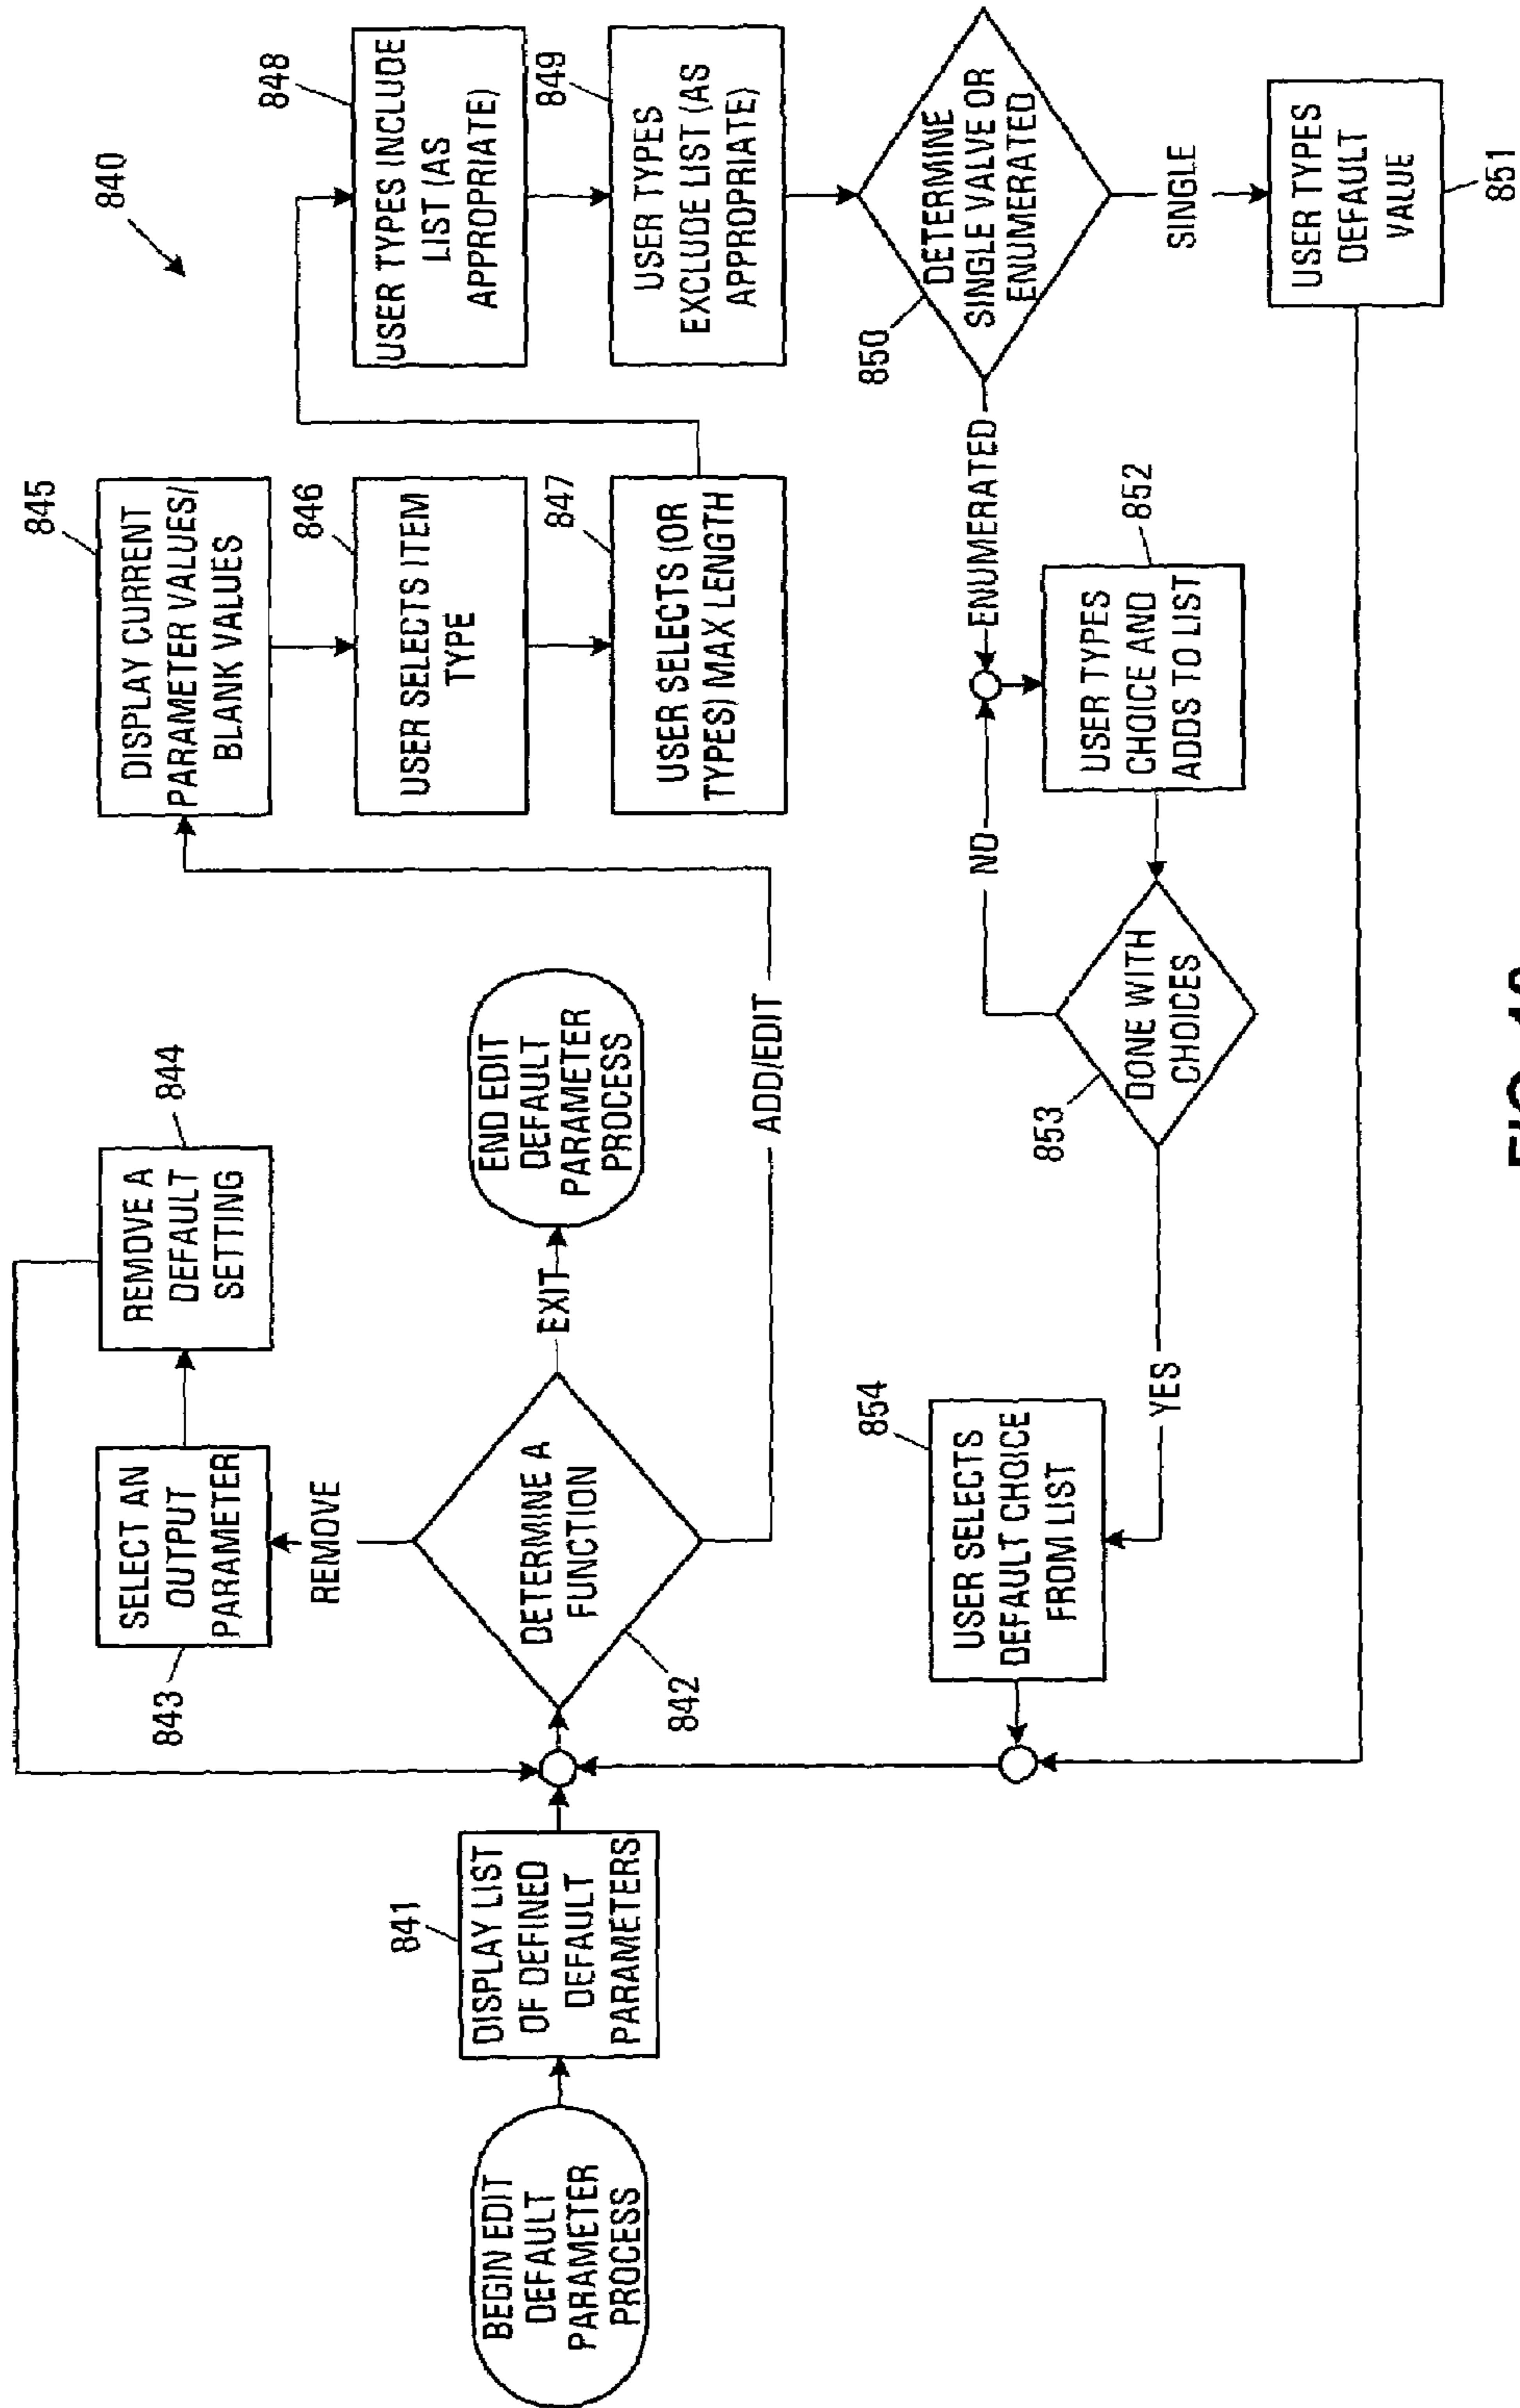 840
BEGIN EDIT
DEFAULT
PARAMETER
PROCESS
841
DISPLAY LIST
OF DEFINED
DEFAULT
PARAMETERS
842
DETERMINE A
FUNCTION
REMOVE
843
SELECT AN
OUTPUT
PARAMETER
844
REMOVE A
DEFAULT
SETTING
EXIT
END EDIT
DEFAULT
PARAMETER
PROCESS
ADD/EDIT
845
DISPLAY CURRENT
PARAMETER VALUES/
BLANK VALUES
846
USER SELECTS ITEM
TYPE
847
USER SELECTS (OR
TYPES) MAX LENGTH
848
USER TYPES INCLUDE
LIST (AS
APPROPRIATE)
849
USER TYPES
EXCLUDE LIST (AS
APPROPRIATE)
850
DETERMINE
SINGLE VALVE OR
ENUMERATED
SINGLE
851
USER TYPES
DEFAULT
VALUE
ENUMERATED
852
USER TYPES
CHOICE AND
ADDS TO LIST
853
DONE WITH
CHOICES
NO
YES
854
USER SELECTS
DEFAULT CHOICE
FROM LIST